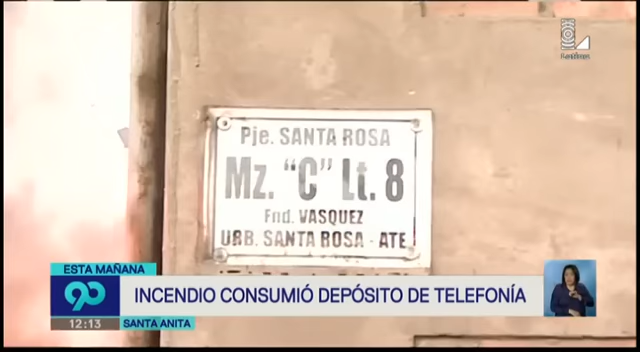 Latina
Pje. SANTA ROSA
Mz. "C" Lt. 8
Fnd. VASQUEZ
URB. SANTA ROSA - ATE
ESTA MAÑANA
90
INCENDIO CONSUMIÓ DEPÓSITO DE TELEFONÍA
12:13
SANTA ANITA